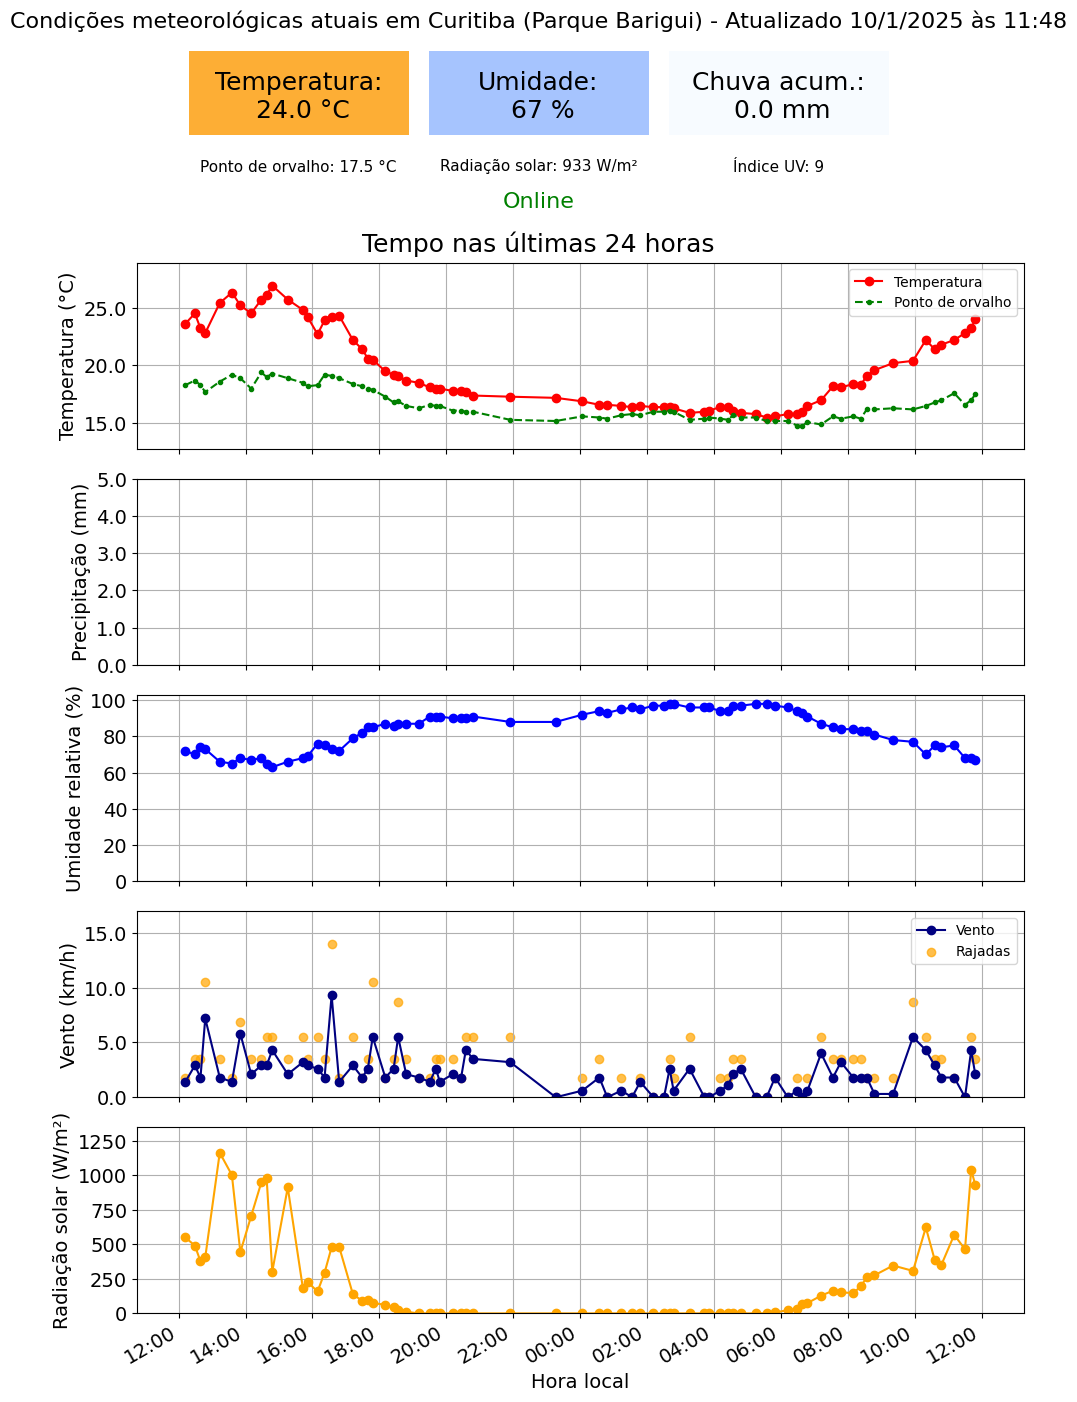 Condições meteorológicas atuais em Curitiba (Parque Barigui) - Atualizado 10/1/2025 às 11:48
Temperatura:
24.0 °C
Umidade:
67 %
Chuva acum.:
0.0 mm
Ponto de orvalho: 17.5 °C
Radiação solar: 933 W/m²
Índice UV: 9
Online
Tempo nas últimas 24 horas
Temperatura (°C)
25.0
20.0
15.0
Temperatura
Ponto de orvalho
Precipitação (mm)
5.0
4.0
3.0
2.0
1.0
0.0
Umidade relativa (%)
100
80
60
40
20
0
Vento (km/h)
15.0
10.0
5.0
0.0
Vento
Rajadas
Radiação solar (W/m²)
1250
1000
750
500
250
0
12:00
14:00
16:00
18:00
20:00
22:00
00:00
02:00
04:00
06:00
08:00
10:00
12:00
Hora local